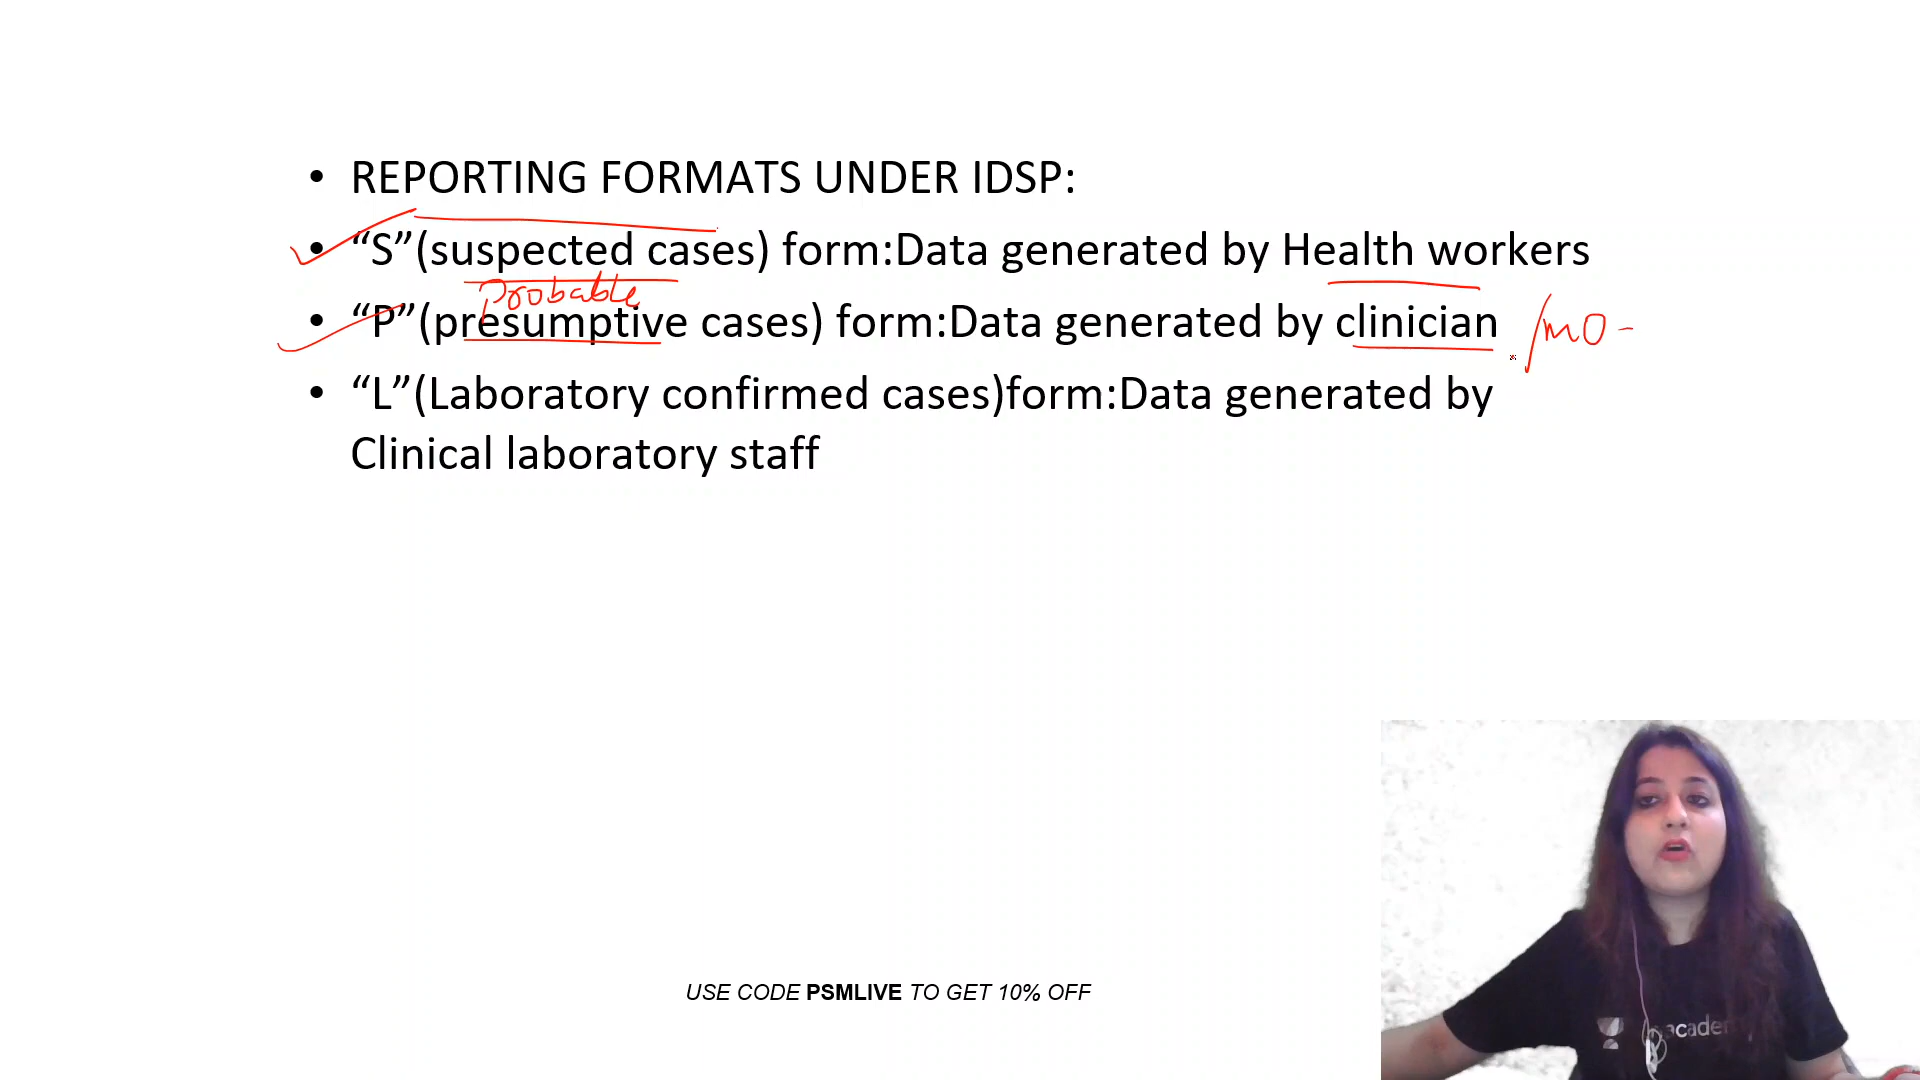 • REPORTING FORMATS UNDER IDSP:
• “S”(suspected cases) form:Data generated by Health workers
Probable
• “P”(presumptive cases) form:Data generated by clinician /MO -
• “L”(Laboratory confirmed cases)form:Data generated by
Clinical laboratory staff
USE CODE PSMLIVE TO GET 10% OFF